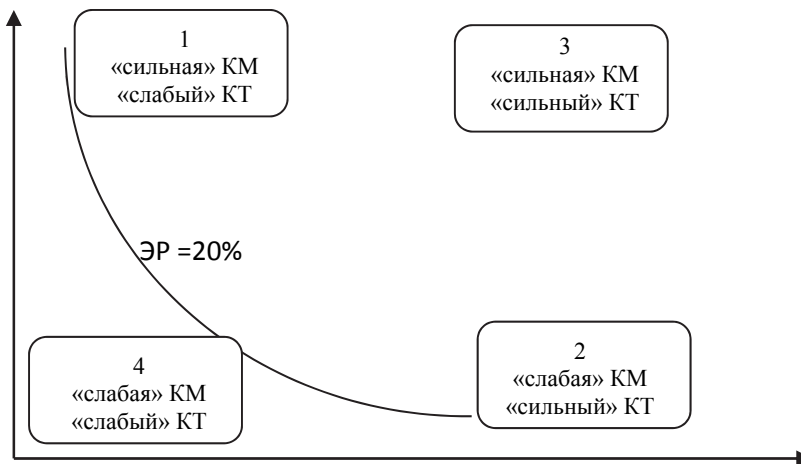 1
«сильная» КМ
«слабый» КТ
3
«сильная» КМ
«сильный» КТ
ЭР =20%
4
«слабая» КМ
«слабый» КТ
2
«слабая» КМ
«сильный» КТ